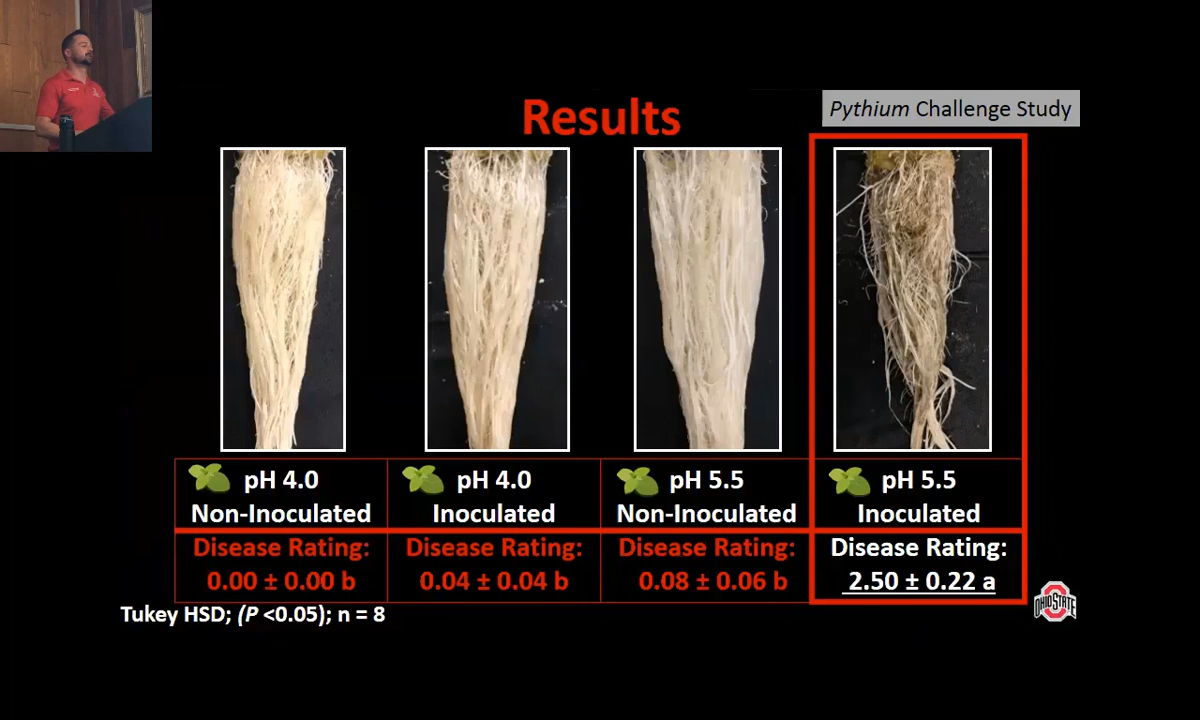 Results
Pythium Challenge Study
pH 4.0
Non-Inoculated
Disease Rating:
0.00 ± 0.00 b
pH 4.0
Inoculated
Disease Rating:
0.04 ± 0.04 b
pH 5.5
Non-Inoculated
Disease Rating:
0.08 ± 0.06 b
pH 5.5
Inoculated
Disease Rating:
2.50 ± 0.22 a
Tukey HSD; (P <0.05); n = 8
OHIO STATE